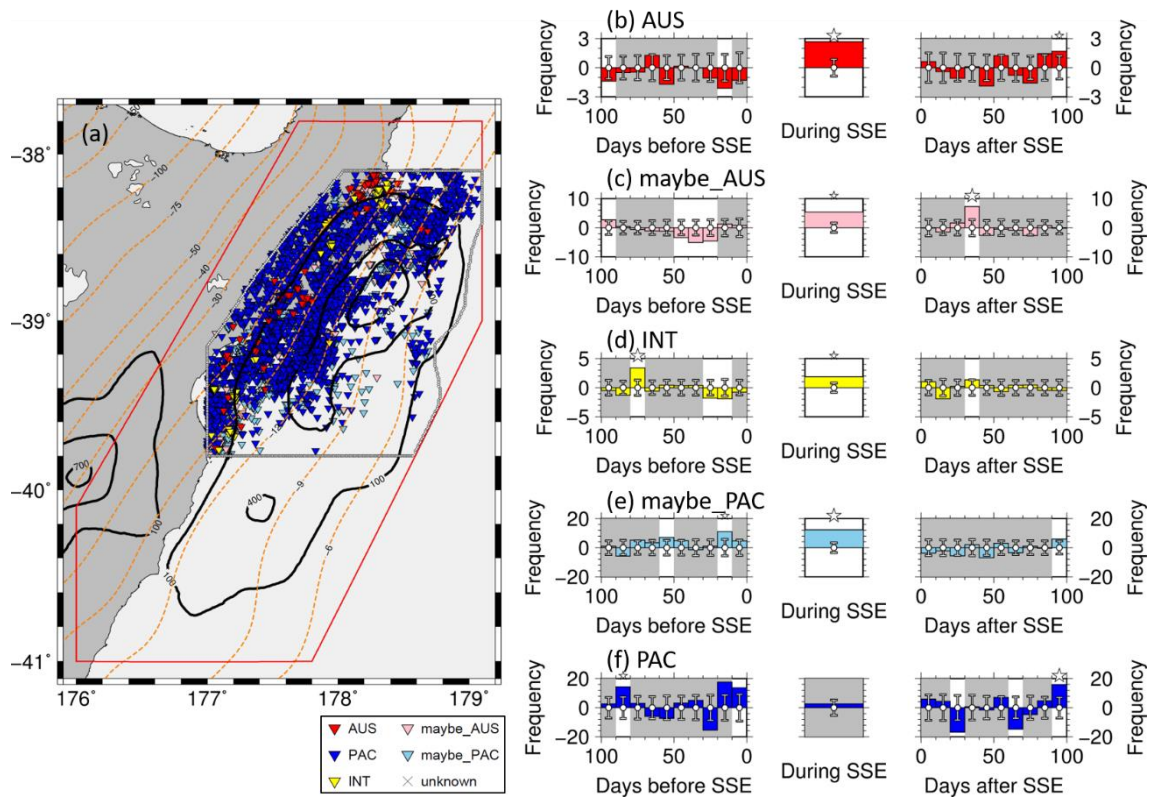 (a)
−38°
−39°
−40°
−41°
176°
177°
178°
179°
−100
−75
−50
−40
−30
−12
−9
−6
700
100
400
100
100
AUS maybe_AUS
PAC maybe_PAC
INT unknown
(b) AUS
Frequency
3
0
−3
100 50 0
Days before SSE
During SSE
0 50 100
Days after SSE
3
0
−3
Frequency
(c) maybe_AUS
Frequency
10
0
−10
100 50 0
Days before SSE
During SSE
0 50 100
Days after SSE
10
0
−10
Frequency
(d) INT
Frequency
5
0
−5
100 50 0
Days before SSE
During SSE
0 50 100
Days after SSE
5
0
−5
Frequency
(e) maybe_PAC
Frequency
20
0
−20
100 50 0
Days before SSE
During SSE
0 50 100
Days after SSE
20
0
−20
Frequency
(f) PAC
Frequency
20
0
−20
100 50 0
Days before SSE
During SSE
0 50 100
Days after SSE
20
0
−20
Frequency